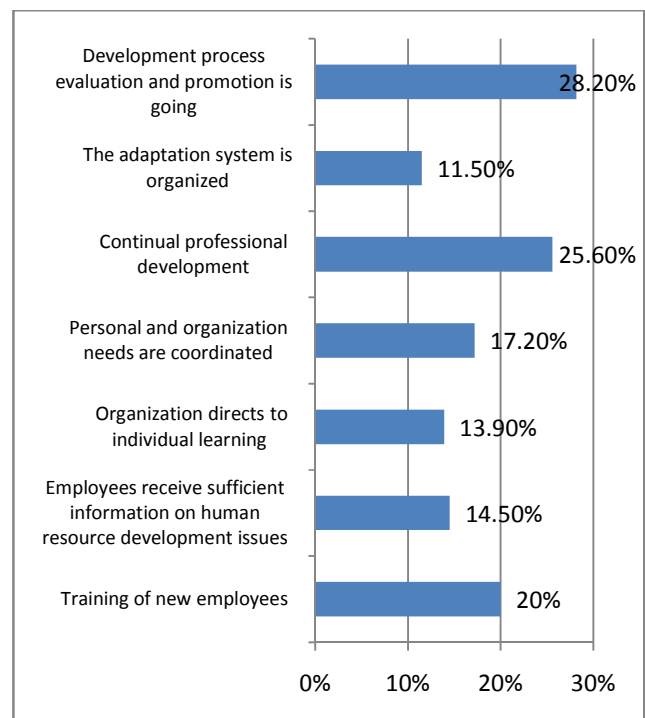 Development process
evaluation and promotion is
going
28.20%
The adaptation system is
organized
11.50%
Continual professional
development
25.60%
Personal and organization
needs are coordinated
17.20%
Organization directs to
individual learning
13.90%
Employees receive sufficient
information on human
resource development issues
14.50%
Training of new employees
20%
0% 10% 20% 30%